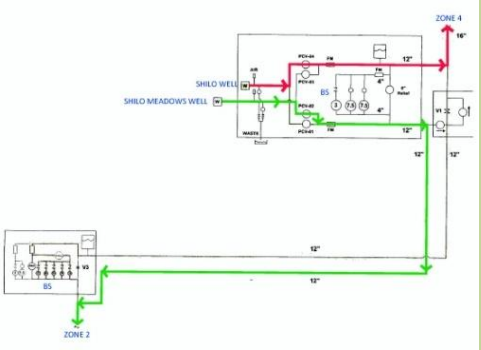 ZONE 4
16"
PCV-04
FM
12"
AIR
PCV-03
FM
SHILO WELL
W
4"
BS
6"
Relief
SHILO MEADOWS WELL
W
3
7.5
7.5
PCV-02
4"
V1
WASTE
PCV-01
FM
12"
12"
12"
12"
V3
12"
BS
ZONE 2